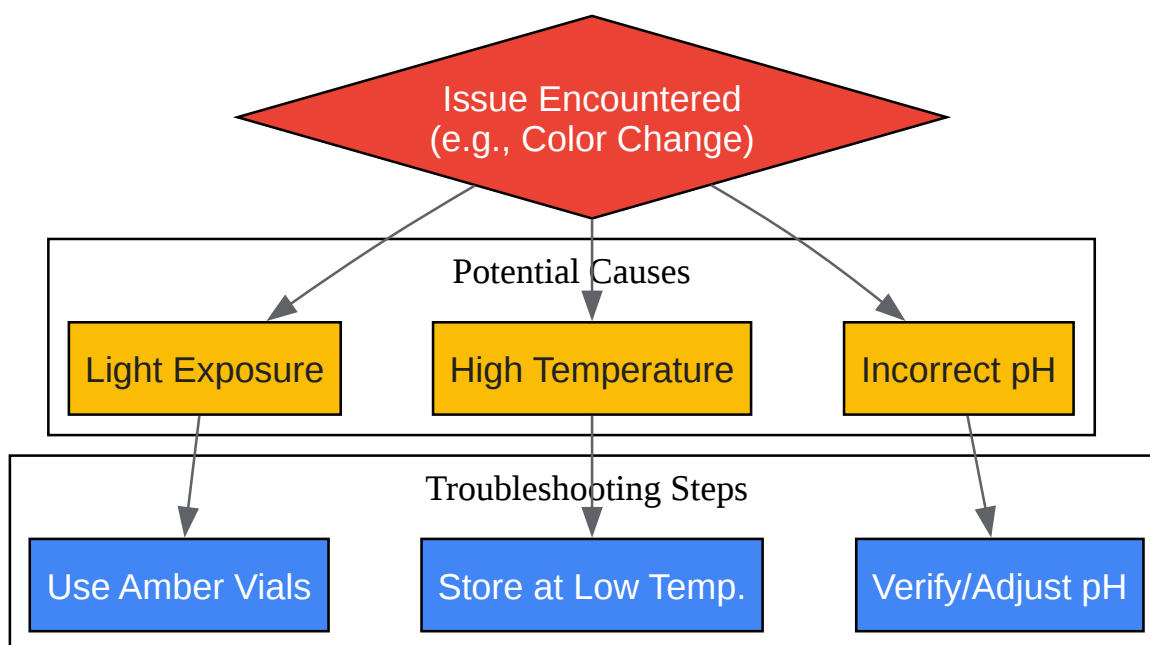 Issue Encountered
(e.g., Color Change)
Potential Causes
Light Exposure
High Temperature
Incorrect pH
Troubleshooting Steps
Use Amber Vials
Store at Low Temp.
Verify/Adjust pH